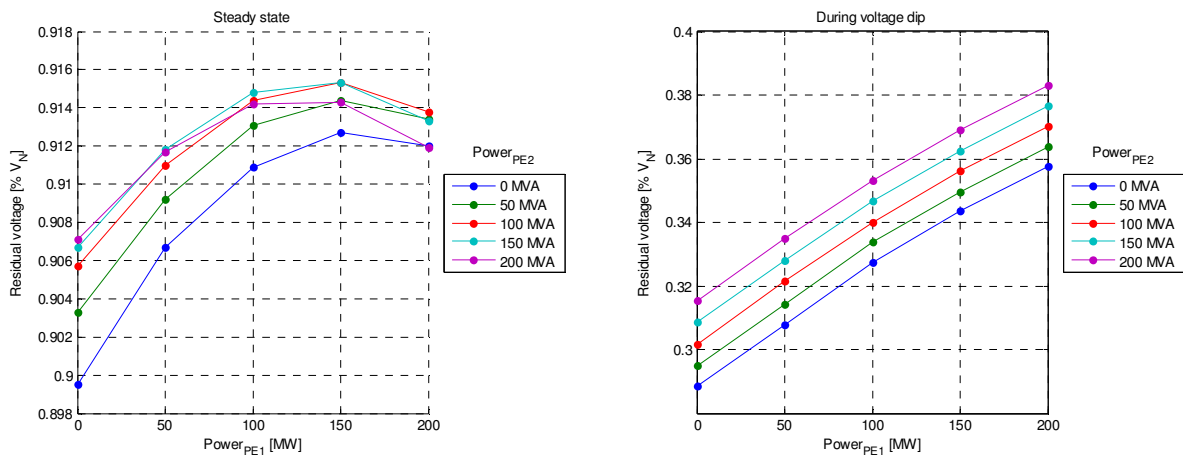 Steady state
0.918
0.916
0.914
0.912
0.91
0.908
0.906
0.904
0.902
0.9
0.898
Residual voltage [% V_N]
0
50
100
150
200
Power_PE1 [MW]
Power_PE2
0 MVA
50 MVA
100 MVA
150 MVA
200 MVA
During voltage dip
0.4
0.38
0.36
0.34
0.32
0.3
Residual voltage [% V_N]
0
50
100
150
200
Power_PE1 [MW]
Power_PE2
0 MVA
50 MVA
100 MVA
150 MVA
200 MVA